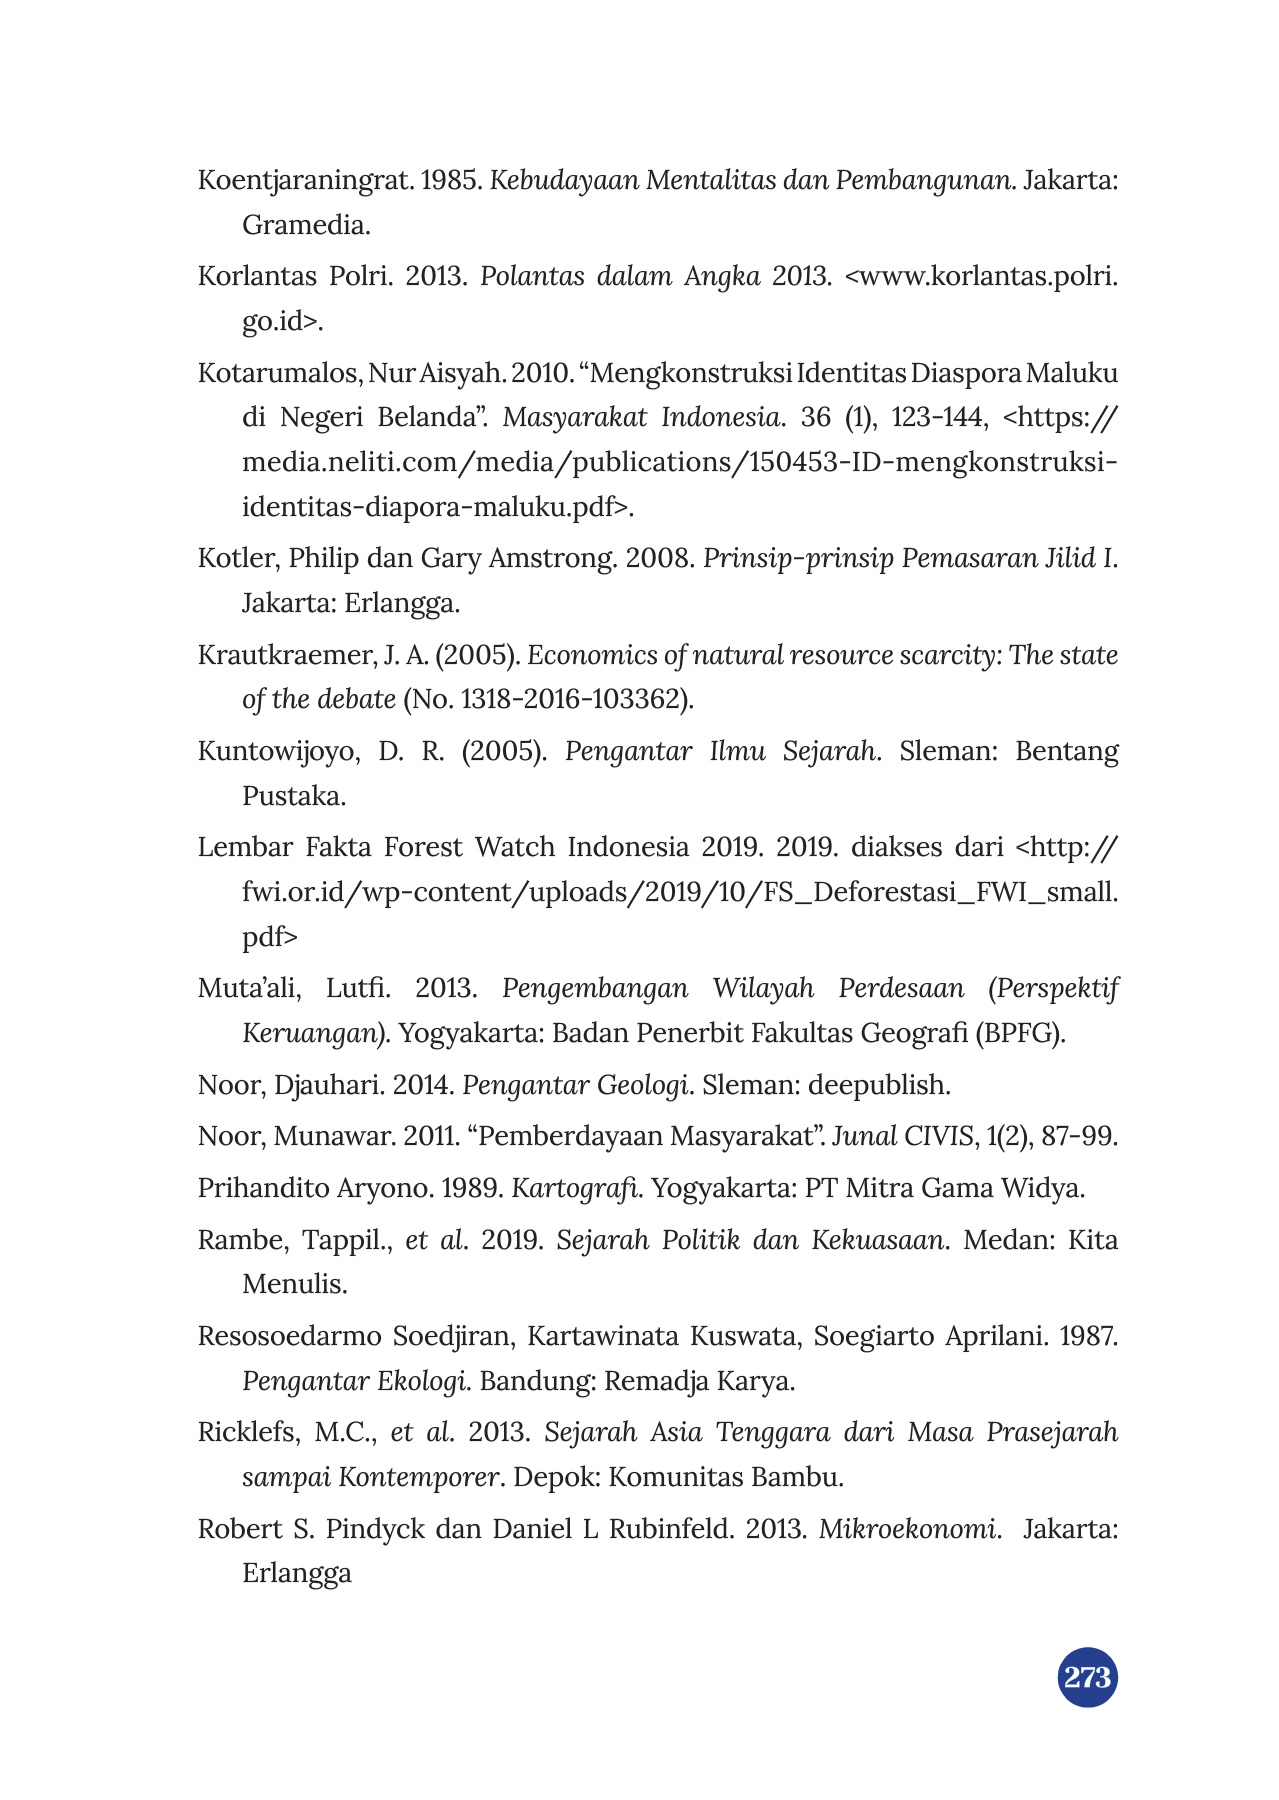 Koentjaraningrat. 1985. Kebudayaan Mentalitas dan Pembangunan. Jakarta:
Gramedia.
Korlantas Polri. 2013. Polantas dalam Angka 2013. <www.korlantas.polri.
go.id>.
Kotarumalos, Nur Aisyah. 2010. “Mengkonstruksi Identitas Diaspora Maluku
di Negeri Belanda”. Masyarakat Indonesia. 36 (1), 123-144, <https://
media.neliti.com/media/publications/150453-ID-mengkonstruksi-
identitas-diapora-maluku.pdf>.
Kotler, Philip dan Gary Amstrong. 2008. Prinsip-prinsip Pemasaran Jilid I.
Jakarta: Erlangga.
Krautkraemer, J. A. (2005). Economics of natural resource scarcity: The state
of the debate (No. 1318-2016-103362).
Kuntowijoyo, D. R. (2005). Pengantar Ilmu Sejarah. Sleman: Bentang
Pustaka.
Lembar Fakta Forest Watch Indonesia 2019. 2019. diakses dari <http://
fwi.or.id/wp-content/uploads/2019/10/FS_Deforestasi_FWI_small.
pdf>
Muta’ali, Lutfi. 2013. Pengembangan Wilayah Perdesaan (Perspektif
Keruangan). Yogyakarta: Badan Penerbit Fakultas Geografi (BPFG).
Noor, Djauhari. 2014. Pengantar Geologi. Sleman: deepublish.
Noor, Munawar. 2011. “Pemberdayaan Masyarakat”. Junal CIVIS, 1(2), 87-99.
Prihandito Aryono. 1989. Kartografi. Yogyakarta: PT Mitra Gama Widya.
Rambe, Tappil., et al. 2019. Sejarah Politik dan Kekuasaan. Medan: Kita
Menulis.
Resosoedarmo Soedjiran, Kartawinata Kuswata, Soegiarto Aprilani. 1987.
Pengantar Ekologi. Bandung: Remadja Karya.
Ricklefs, M.C., et al. 2013. Sejarah Asia Tenggara dari Masa Prasejarah
sampai Kontemporer. Depok: Komunitas Bambu.
Robert S. Pindyck dan Daniel L Rubinfeld. 2013. Mikroekonomi. Jakarta:
Erlangga
273